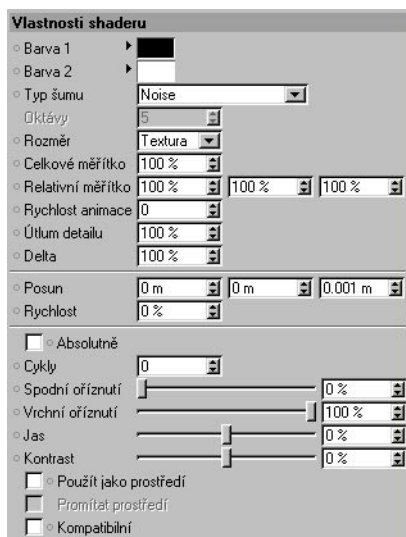 Vlastnosti shaderu
Barva 1
Barva 2
Typ šumu Noise
Oktávy 5
Rozměr Textura
Celkové měřítko 100 %
Relativní měřítko 100 % 100 % 100 %
Rychlost animace 0
Útlum detailu 100 %
Delta 100 %
Posun 0 m 0 m 0.001 m
Rychlost 0 %
Absolutně
Cykly 0
Spodní oříznutí 0 %
Vrchní oříznutí 100 %
Jas 0 %
Kontrast 0 %
Použít jako prostředí
Promítat prostředí
Kompatibilní